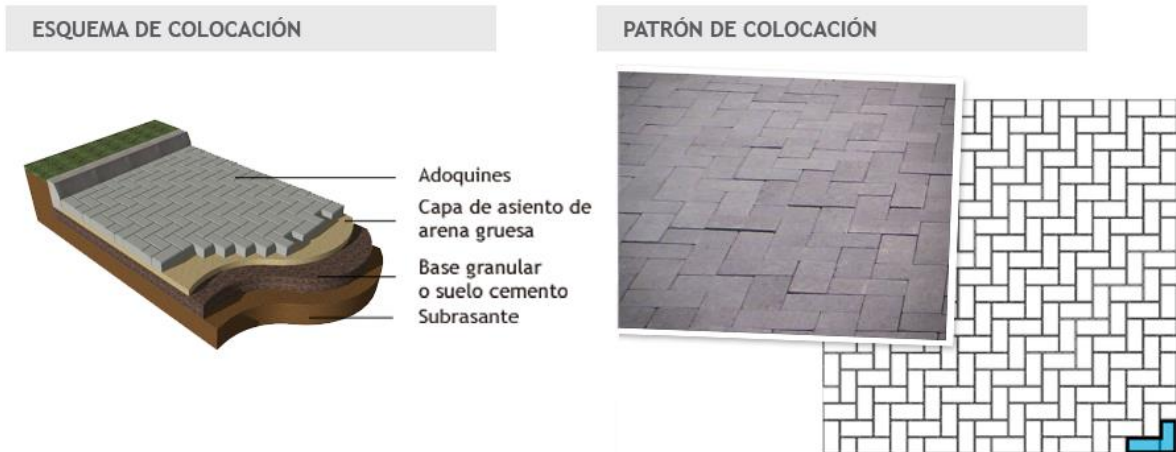 ESQUEMA DE COLOCACIÓN
Adoquines
Capa de asiento de
arena gruesa
Base granular
o suelo cemento
Subrasante
PATRÓN DE COLOCACIÓN